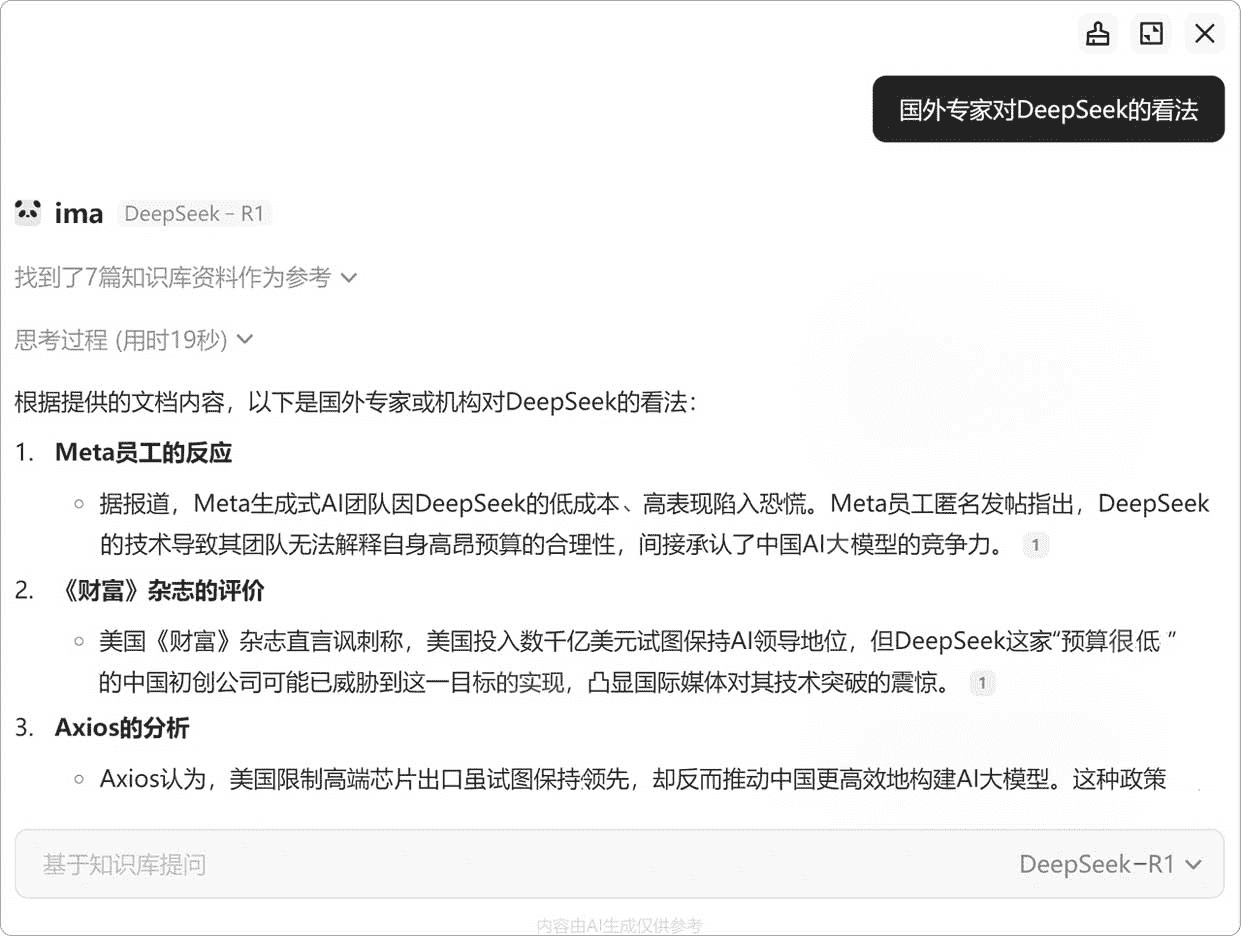 国外专家对DeepSeek的看法
ima DeepSeek - R1
找到了7篇知识库资料作为参考
思考过程 (用时19秒)
根据提供的文档内容，以下是国外专家或机构对DeepSeek的看法：
1. Meta员工的反应
据报道，Meta生成式AI团队因DeepSeek的低成本、高表现陷入恐慌。Meta员工匿名发帖指出，DeepSeek
的技术导致其团队无法解释自身高昂预算的合理性，间接承认了中国AI大模型的竞争力。 1
2. 《财富》杂志的评价
美国《财富》杂志直言讽刺称，美国投入数千亿美元试图保持AI领导地位，但DeepSeek这家“预算很低 ”
的中国初创公司可能已威胁到这一目标的实现，凸显国际媒体对其技术突破的震惊。 1
3. Axios的分析
Axios认为，美国限制高端芯片出口虽试图保持领先，却反而推动中国更高效地构建AI大模型。这种政策
基于知识库提问
DeepSeek-R1
内容由AI生成仅供参考